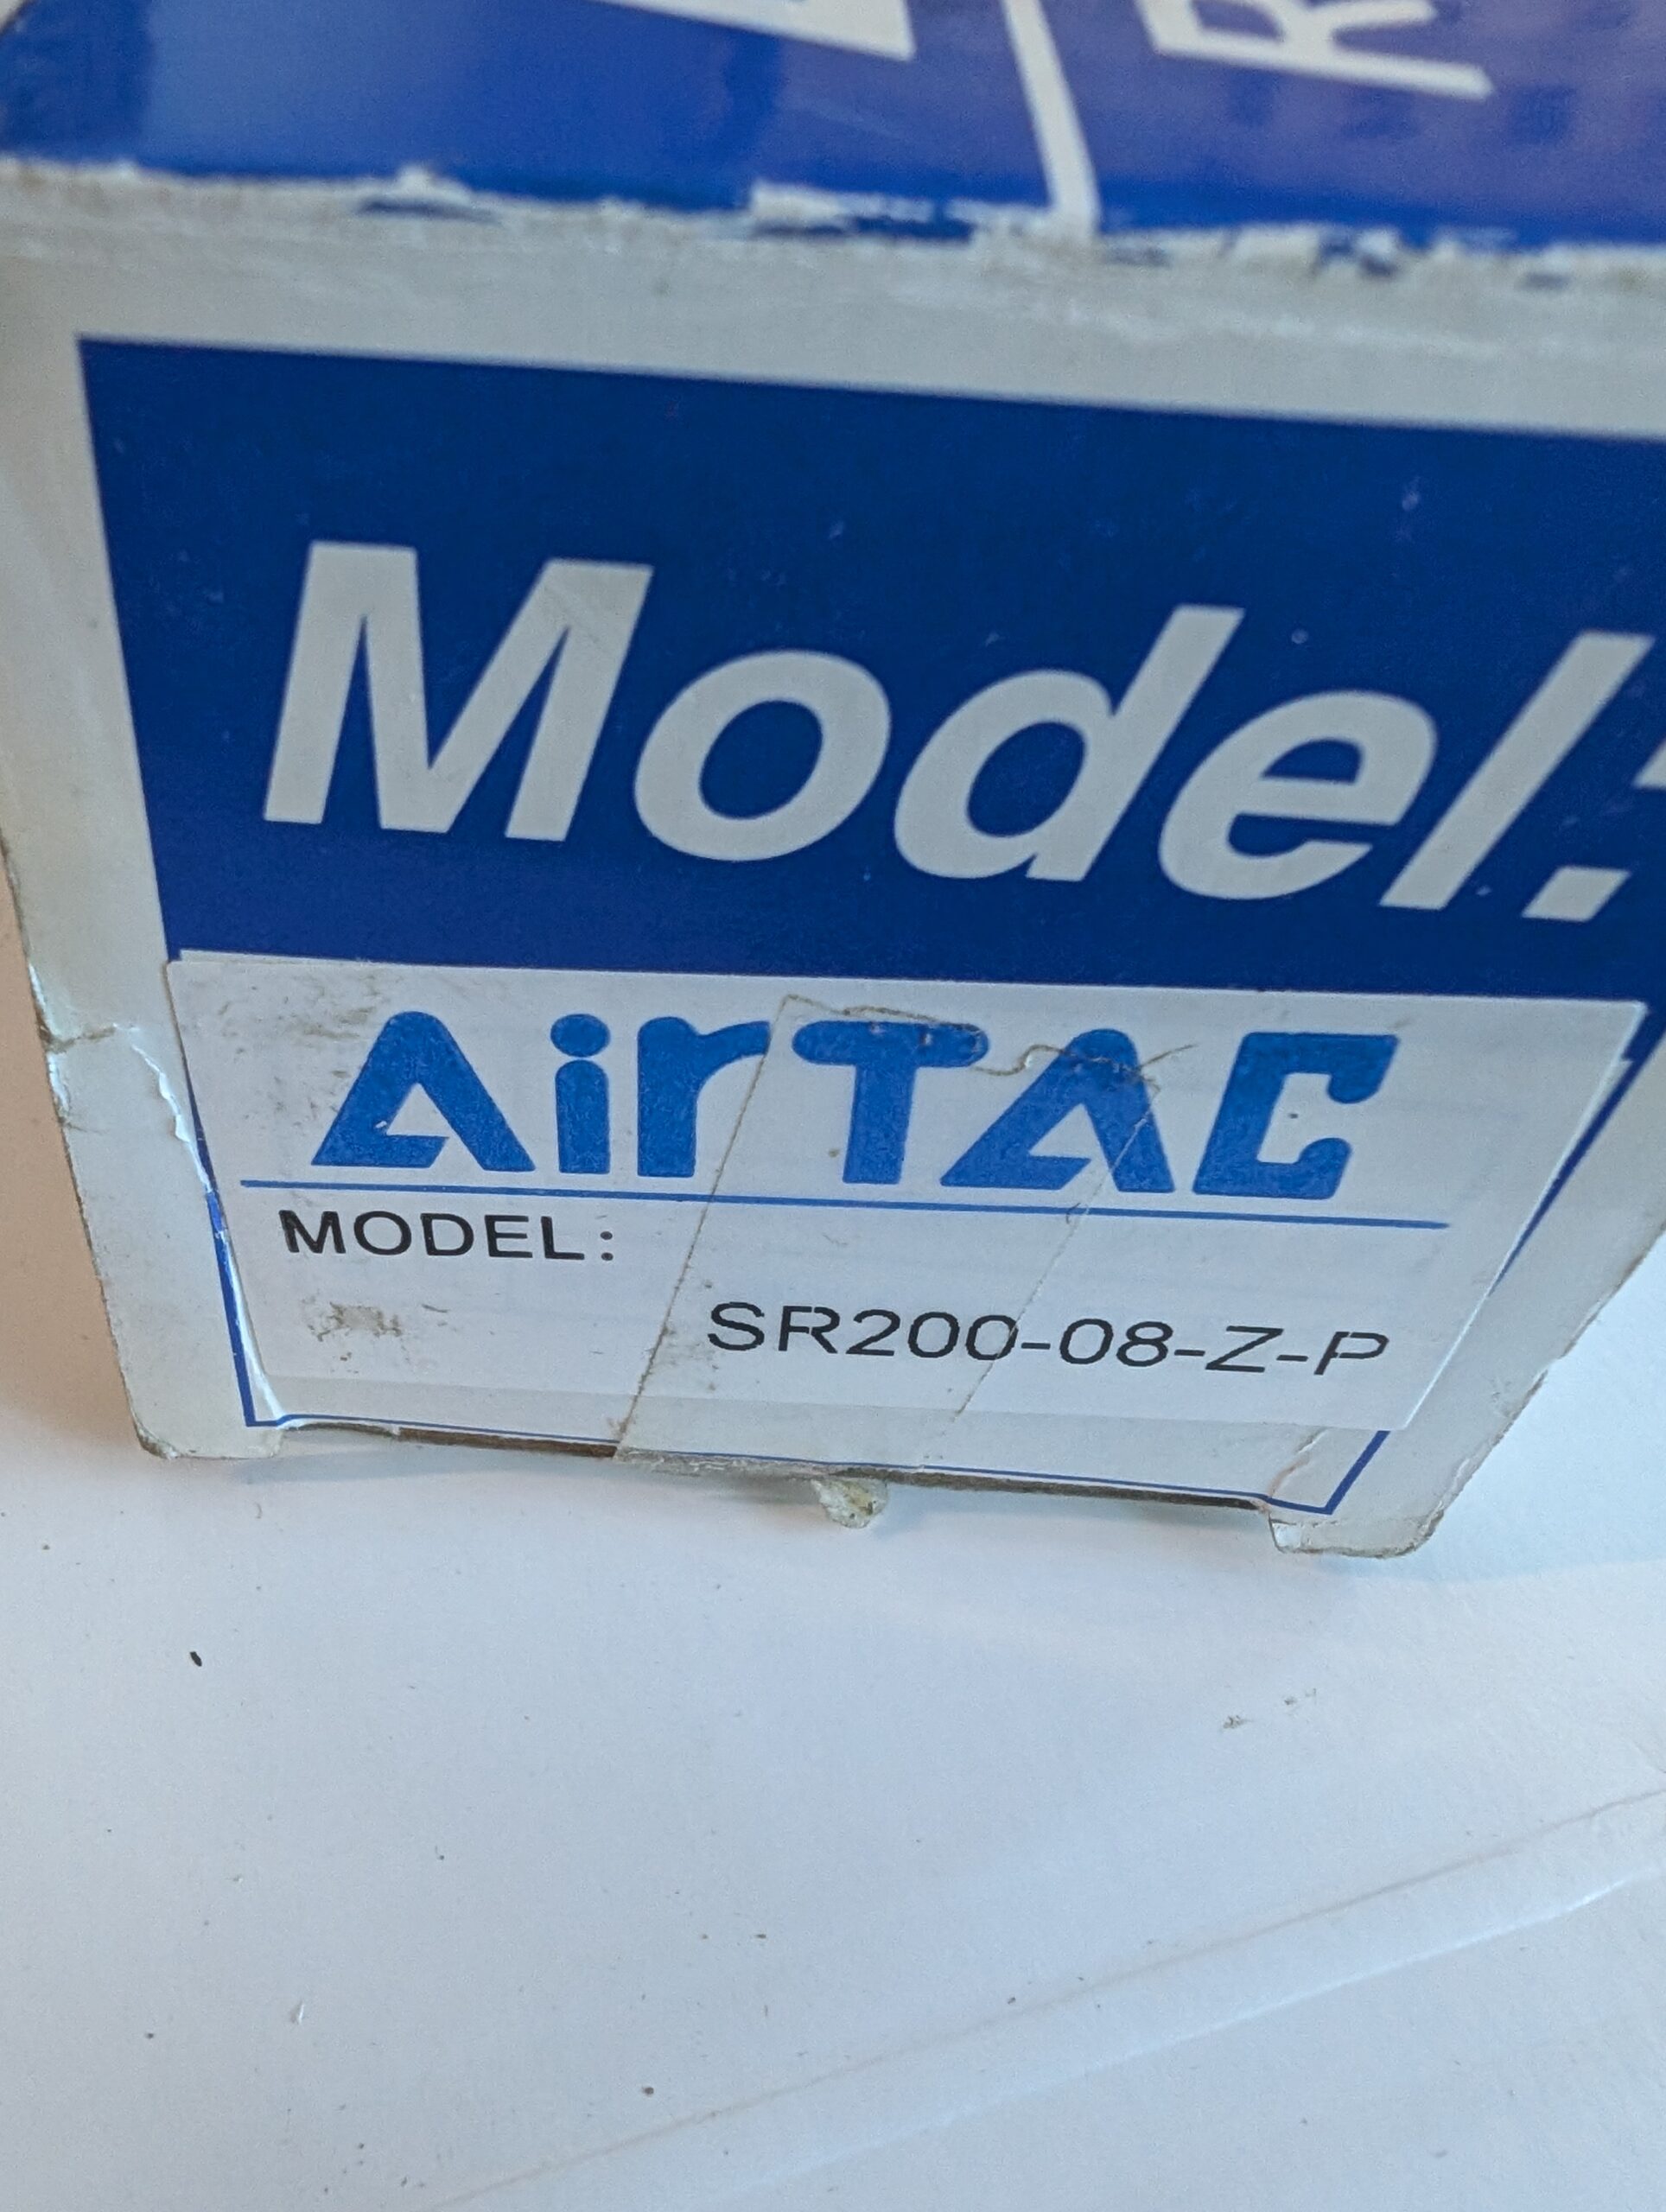 R
Model:
AirTAC
MODEL:
SR200-08-Z-P